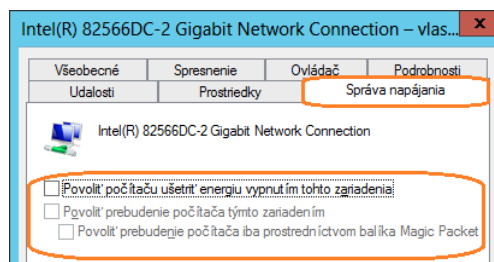 Intel(R) 82566DC-2 Gigabit Network Connection – vlas... x
Všeobecné Spresnenie Ovládač Podrobnosti
Udalosti Prostriedky Správa napájania
Intel(R) 82566DC-2 Gigabit Network Connection
Povoliť počítaču ušetriť energiu vypnutím tohto zariadenia
Povoliť prebudenie počítača týmto zariadením
Povoliť prebudenie počítača iba prostredníctvom balíka Magic Packet